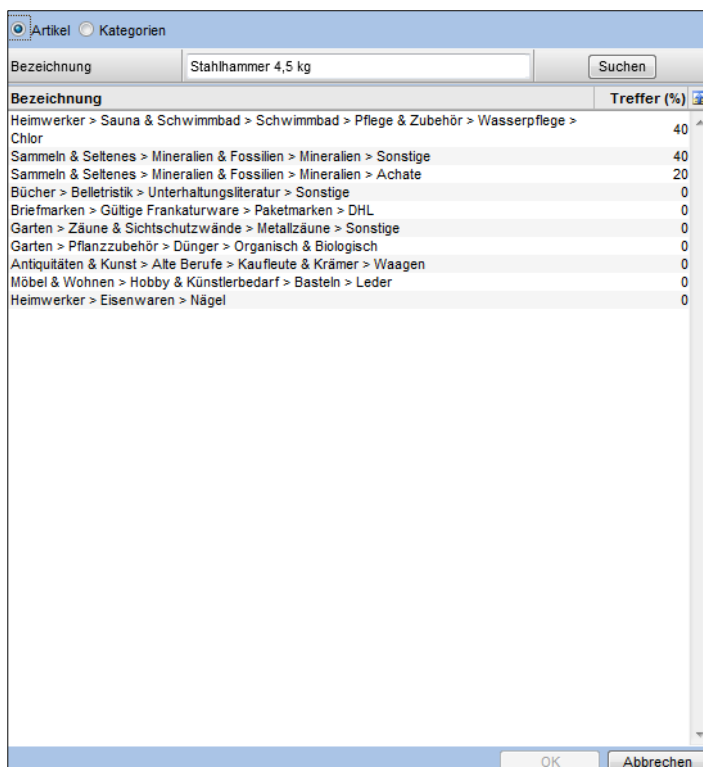 Artikel Kategorien
Bezeichnung Stahlhammer 4,5 kg Suchen
Bezeichnung Treffer (%)
Heimwerker > Sauna & Schwimmbad > Schwimmbad > Pflege & Zubehör > Wasserpflege >
Chlor 40
Sammeln & Seltenes > Mineralien & Fossilien > Mineralien > Sonstige 40
Sammeln & Seltenes > Mineralien & Fossilien > Mineralien > Achate 20
Bücher > Belletristik > Unterhaltungsliteratur > Sonstige 0
Briefmarken > Gültige Frankaturware > Paketmarken > DHL 0
Garten > Zäune & Sichtschutzwände > Metallzäune > Sonstige 0
Garten > Pflanzzubehör > Dünger > Organisch & Biologisch 0
Antiquitäten & Kunst > Alte Berufe > Kaufleute & Krämer > Waagen 0
Möbel & Wohnen > Hobby & Künstlerbedarf > Basteln > Leder 0
Heimwerker > Eisenwaren > Nägel 0
OK Abbrechen